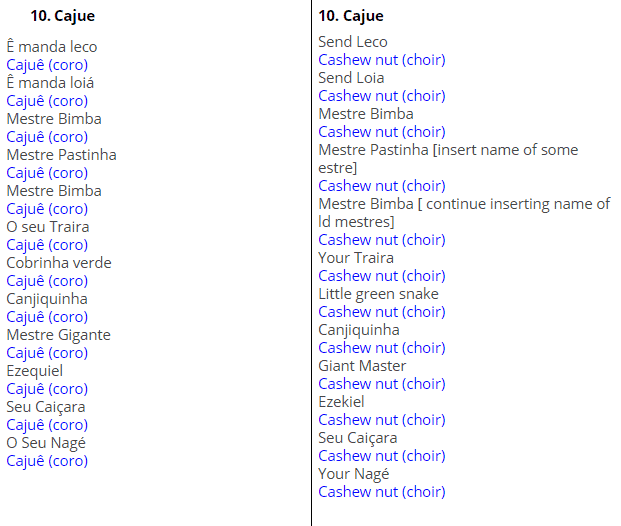 10. Cajue
Ê manda leco
Cajuê (coro)
Ê manda loiá
Cajuê (coro)
Mestre Bimba
Cajuê (coro)
Mestre Pastinha
Cajuê (coro)
Mestre Bimba
Cajuê (coro)
O seu Traira
Cajuê (coro)
Cobrinha verde
Cajuê (coro)
Canjiquinha
Cajuê (coro)
Mestre Gigante
Cajuê (coro)
Ezequiel
Cajuê (coro)
Seu Caiçara
Cajuê (coro)
O Seu Nagé
Cajuê (coro)
10. Cajue
Send Leco
Cashew nut (choir)
Send Loia
Cashew nut (choir)
Mestre Bimba
Cashew nut (choir)
Mestre Pastinha [insert name of some
estre]
Cashew nut (choir)
Mestre Bimba [ continue inserting name of
ld mestres]
Cashew nut (choir)
Your Traira
Cashew nut (choir)
Little green snake
Cashew nut (choir)
Canjiquinha
Cashew nut (choir)
Giant Master
Cashew nut (choir)
Ezekiel
Cashew nut (choir)
Seu Caiçara
Cashew nut (choir)
Your Nagé
Cashew nut (choir)